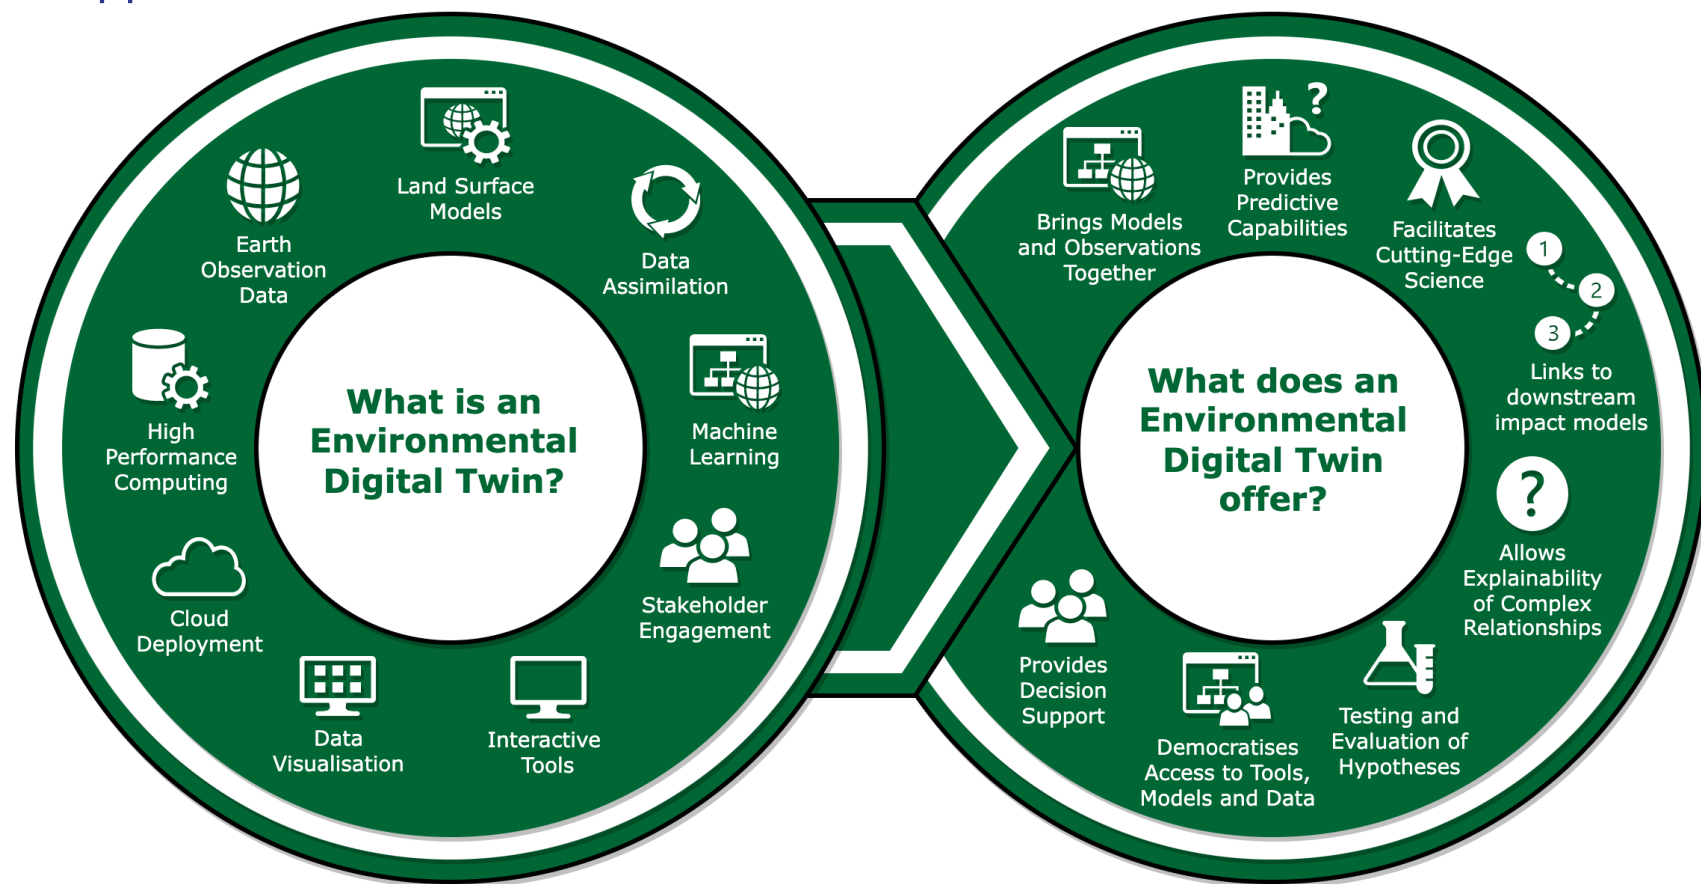 What is an
Environmental
Digital Twin?
Land Surface
Models
Data
Assimilation
Machine
Learning
Stakeholder
Engagement
Interactive
Tools
Data
Visualisation
Cloud
Deployment
High
Performance
Computing
Earth
Observation
Data
What does an
Environmental
Digital Twin
offer?
Brings Models
and Observations
Together
?
Provides
Predictive
Capabilities
Facilitates
Cutting-Edge
Science
1
2
3
Links to
downstream
impact models
?
Allows
Explainability
of Complex
Relationships
Testing and
Evaluation of
Hypotheses
Democratises
Access to Tools,
Models and Data
Provides
Decision
Support